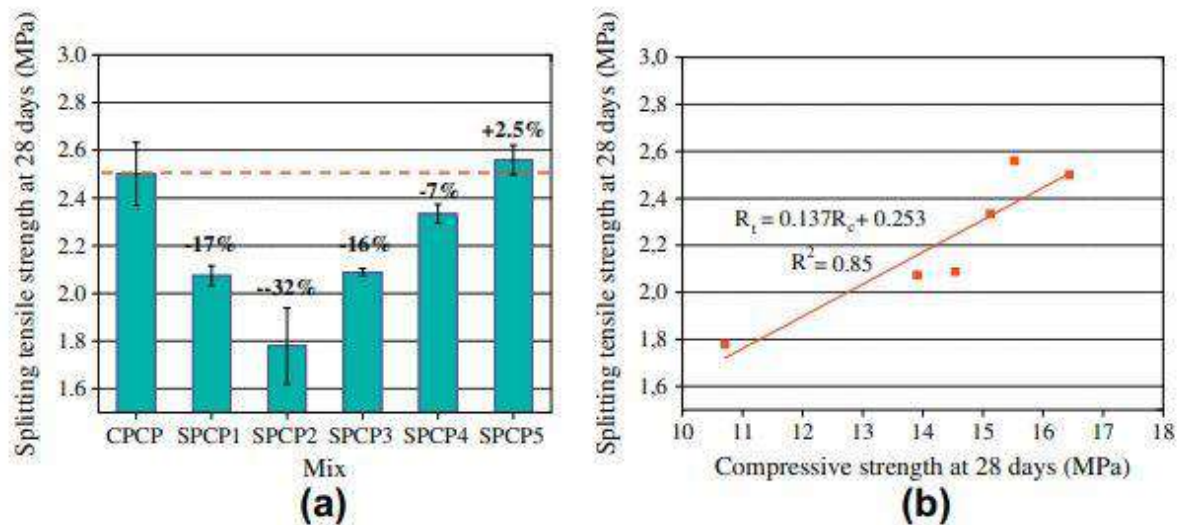 Splitting tensile strength at 28 days (MPa)
3.0
2.8
2.6
2.4
2.2
2.0
1.8
1.6
+2.5%
-7%
-17%
-16%
--32%
CPCP SPCP1 SPCP2 SPCP3 SPCP4 SPCP5
Mix
(a)
Splitting tensile strength at 28 days (MPa)
3.0
2.8
2.6
2.4
2.2
2.0
1.8
1,6
Rt = 0.137Rc + 0.253
R² = 0.85
10 11 12 13 14 15 16 17 18
Compressive strength at 28 days (MPa)
(b)